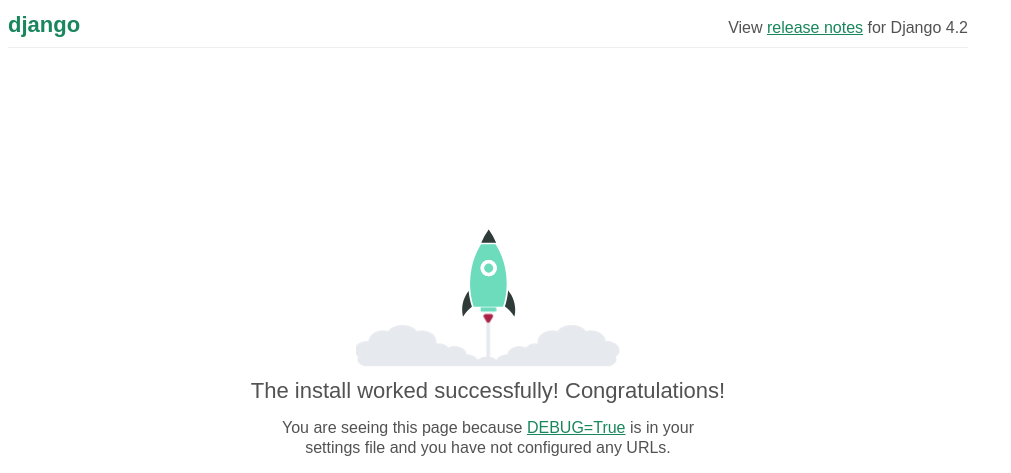 django
View release notes for Django 4.2
The install worked successfully! Congratulations!
You are seeing this page because DEBUG=True is in your
settings file and you have not configured any URLs.